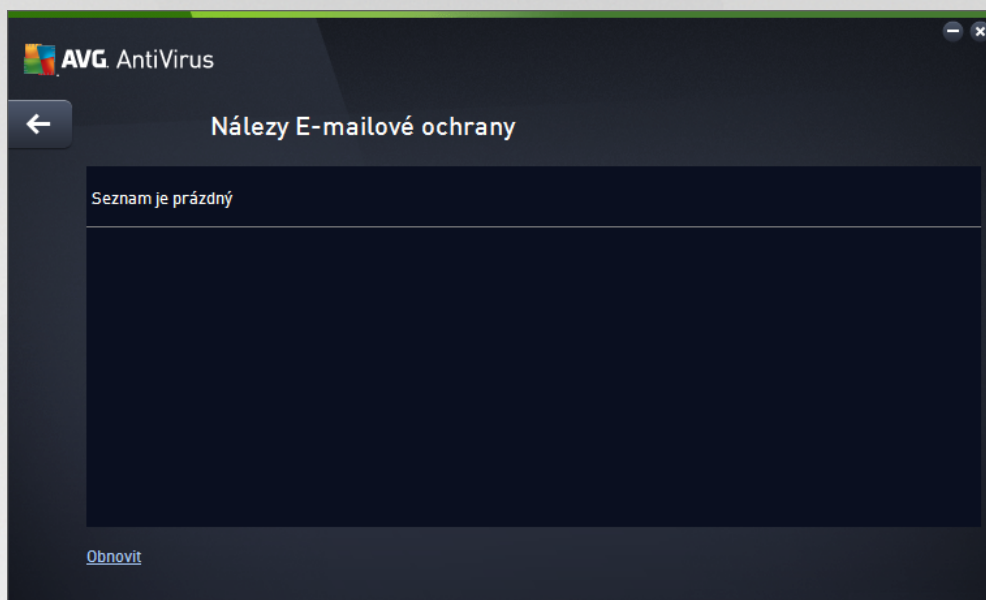 AVG. AntiVirus
Nálezy E-mailové ochrany
Seznam je prázdný
Obnovit